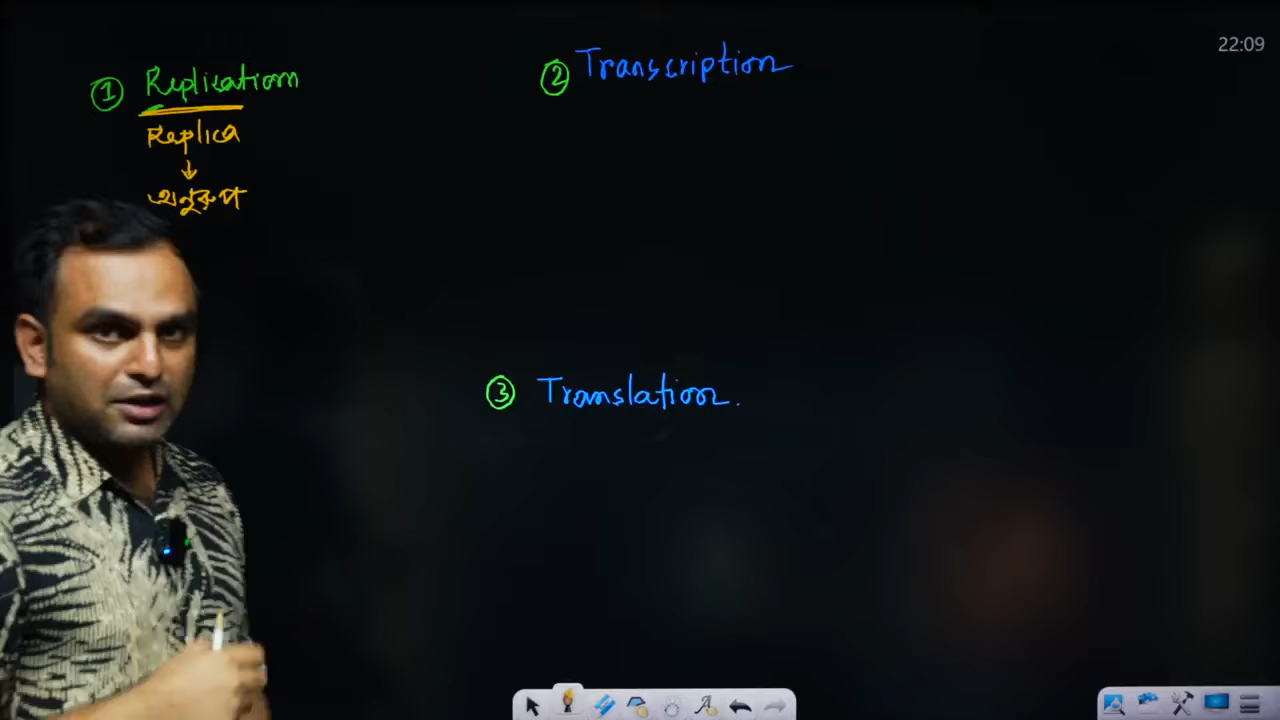 ① Replication
Replica
↓
অনুরূপ
② Transcription
③ Translation.
22:09